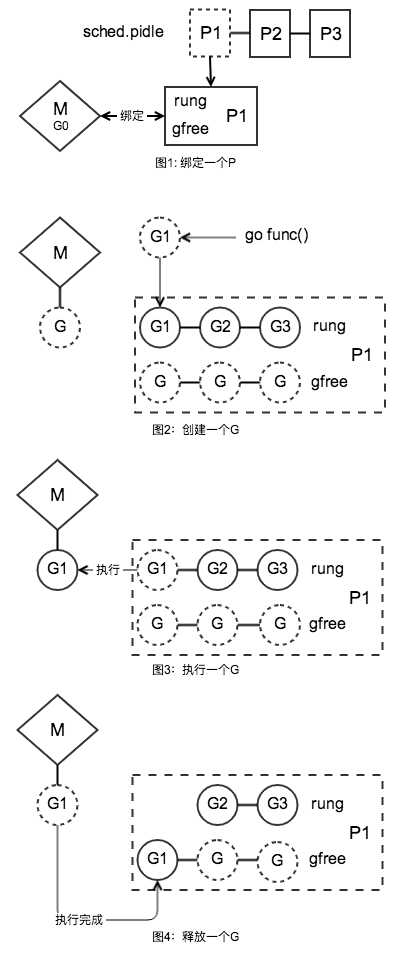 sched.pidle P1 P2 P3
M
G0
绑定
rung
gfree
P1
图1: 绑定一个P
M
G
G1
go func()
G1 G2 G3 rung
P1
G G G gfree
图2：创建一个G
M
G1
执行
G1 G2 G3 rung
P1
G G G gfree
图3：执行一个G
M
G1
G2 G3 rung
P1
G1 G G gfree
执行完成
图4：释放一个G